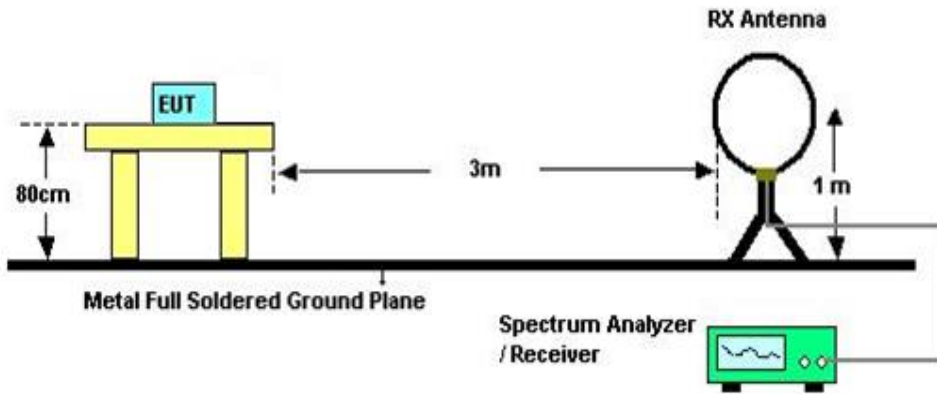 RX Antenna
EUT
3m
80cm
1 m
Metal Full Soldered Ground Plane
Spectrum Analyzer
/ Receiver